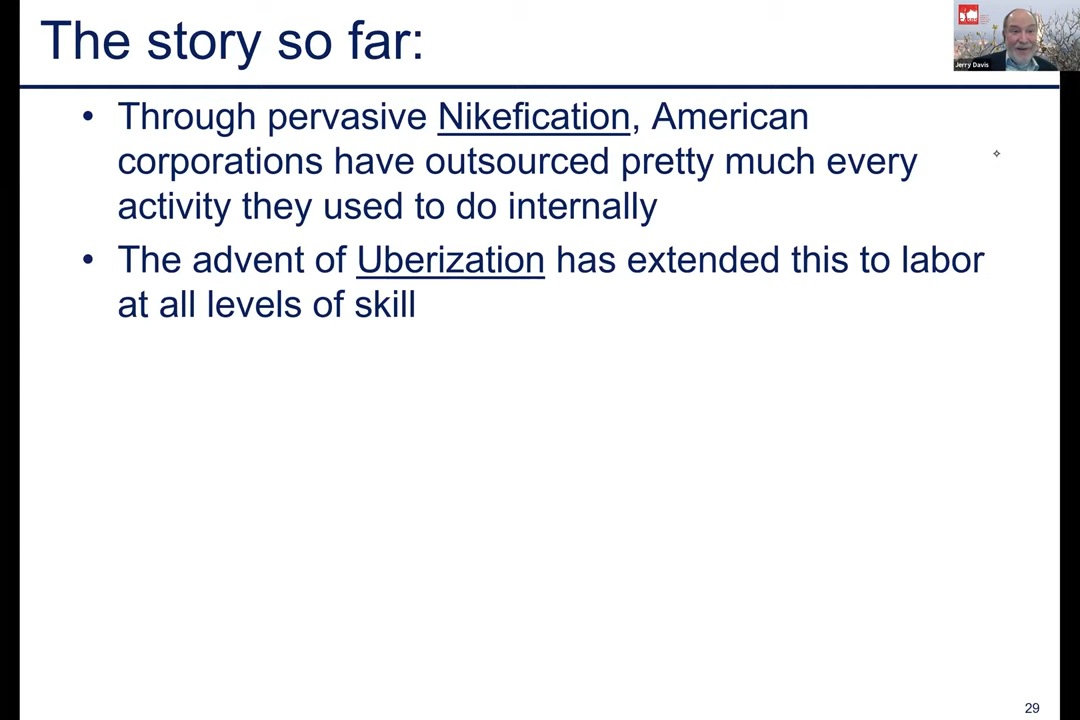 The story so far:
Jerry Davis
• Through pervasive Nikefication, American
corporations have outsourced pretty much every
activity they used to do internally
• The advent of Uberization has extended this to labor
at all levels of skill
29